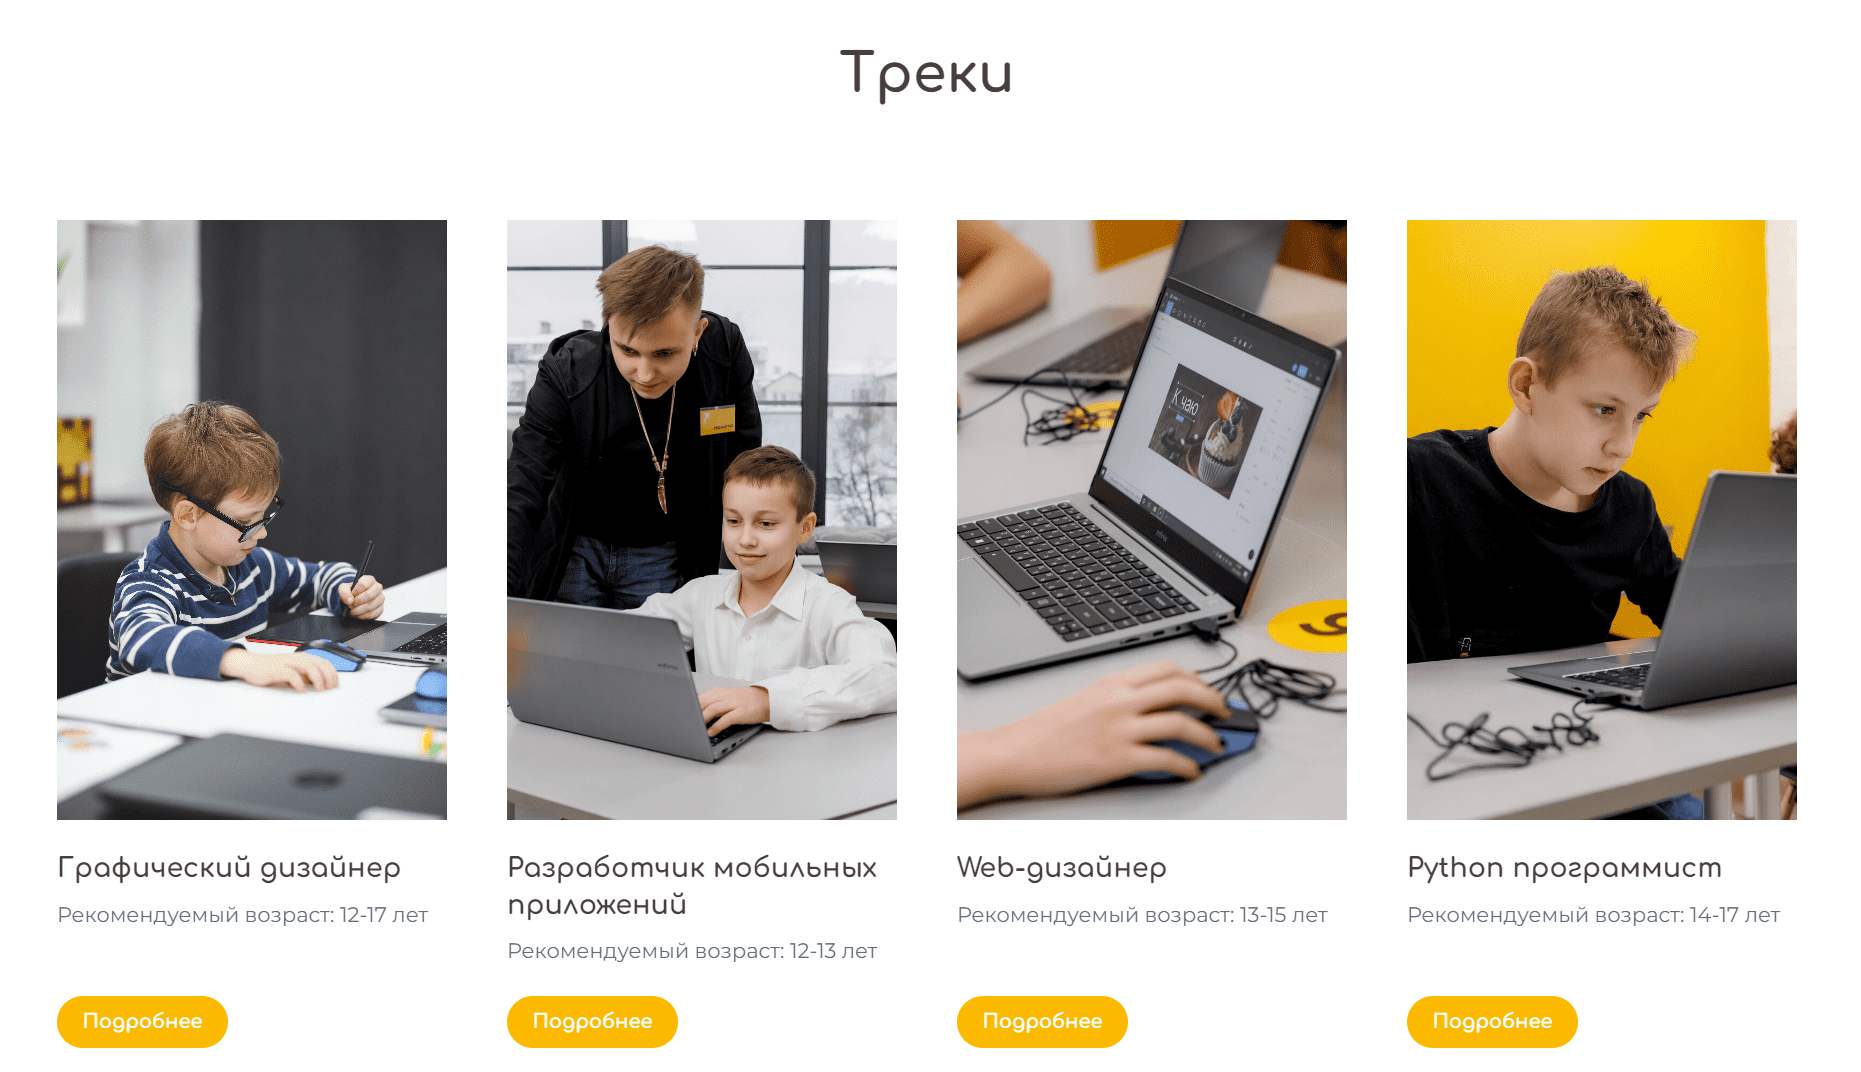 Треки
Графический дизайнер
Рекомендуемый возраст: 12-17 лет
Подробнее
Разработчик мобильных
приложений
Рекомендуемый возраст: 12-13 лет
Подробнее
К чаю
Web-дизайнер
Рекомендуемый возраст: 13-15 лет
Подробнее
Python программист
Рекомендуемый возраст: 14-17 лет
Подробнее